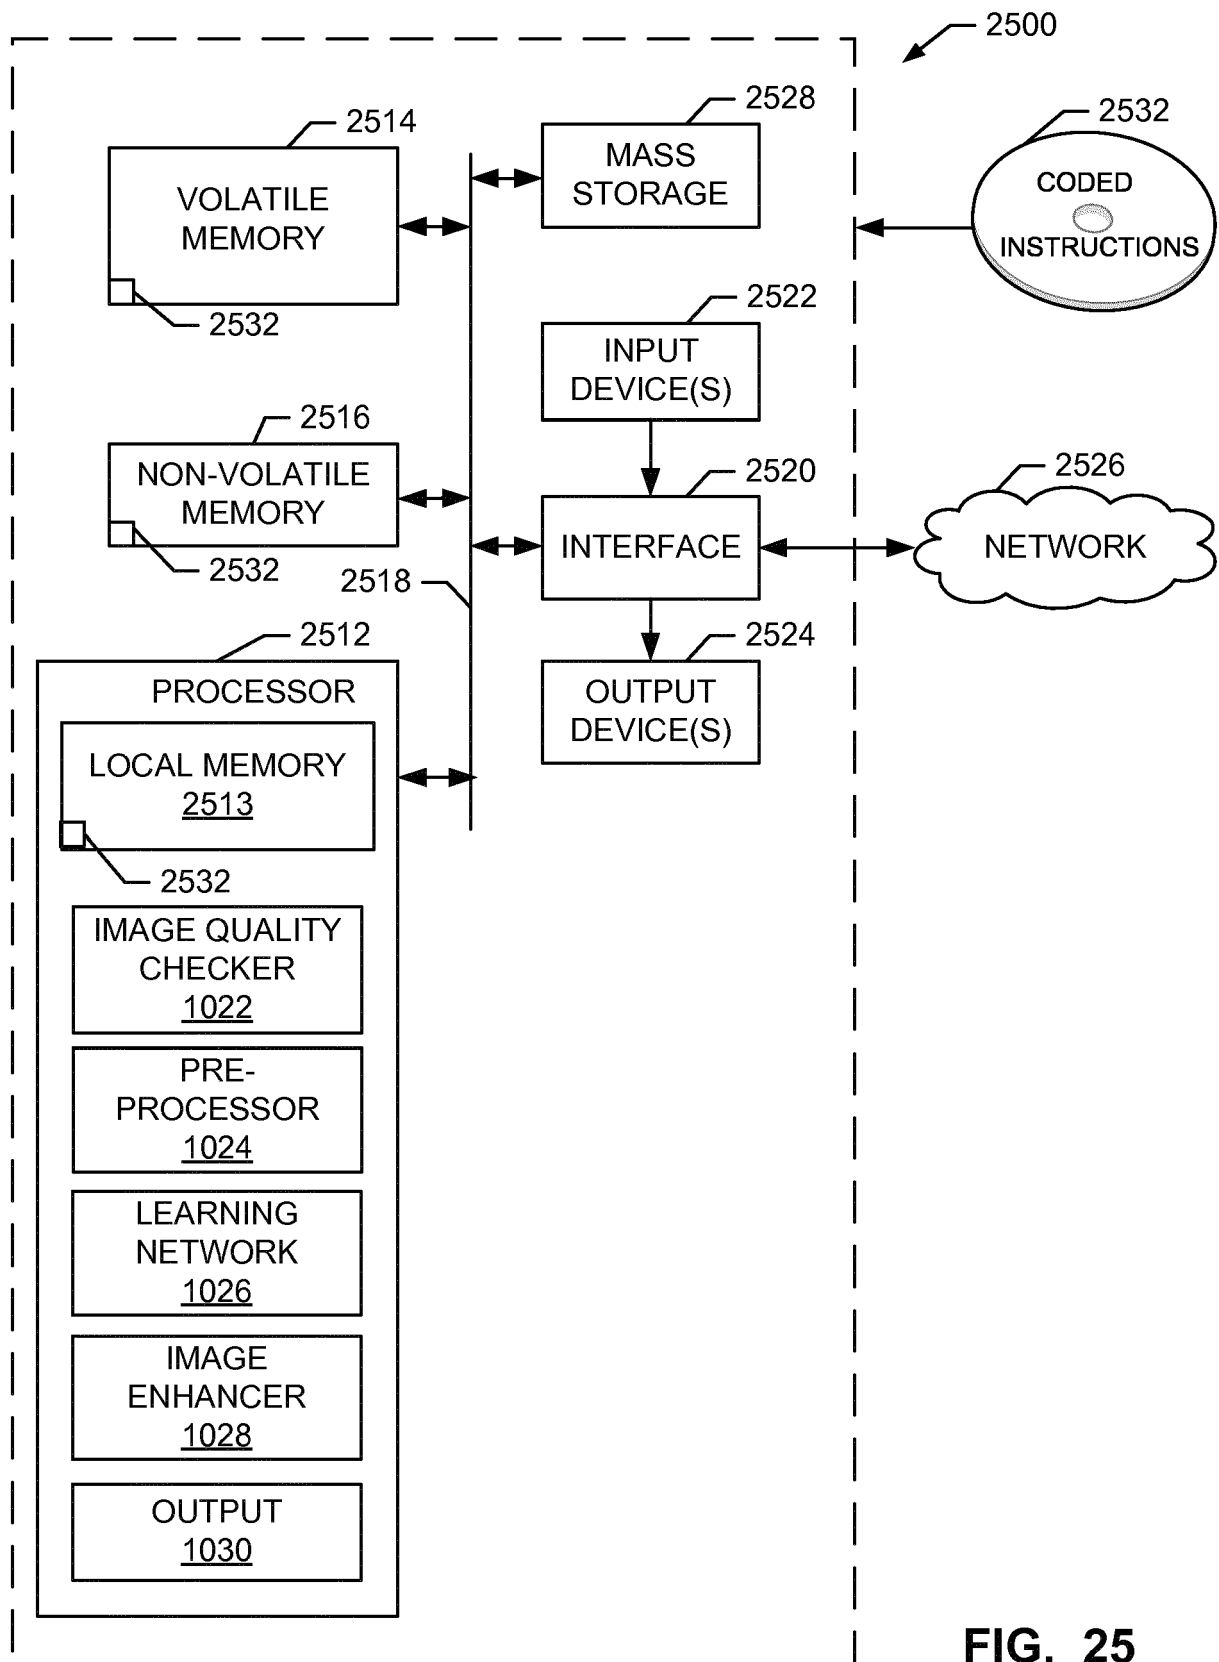 2500
2514
VOLATILE
MEMORY
2532
2528
MASS
STORAGE
2532
CODED
INSTRUCTIONS
2522
INPUT
DEVICE(S)
2516
NON-VOLATILE
MEMORY
2532
2518
2520
INTERFACE
2526
NETWORK
2524
OUTPUT
DEVICE(S)
2512
PROCESSOR
LOCAL MEMORY
2513
2532
IMAGE QUALITY
CHECKER
1022
PRE-
PROCESSOR
1024
LEARNING
NETWORK
1026
IMAGE
ENHANCER
1028
OUTPUT
1030
FIG. 25